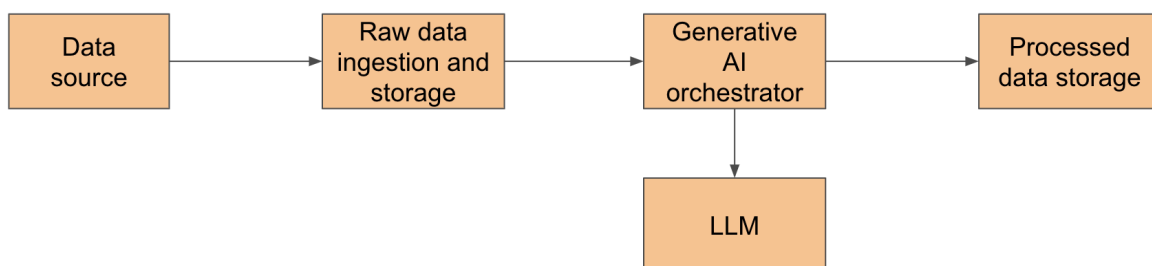 Data
source
Raw data
ingestion and
storage
Generative
AI
orchestrator
Processed
data storage
LLM